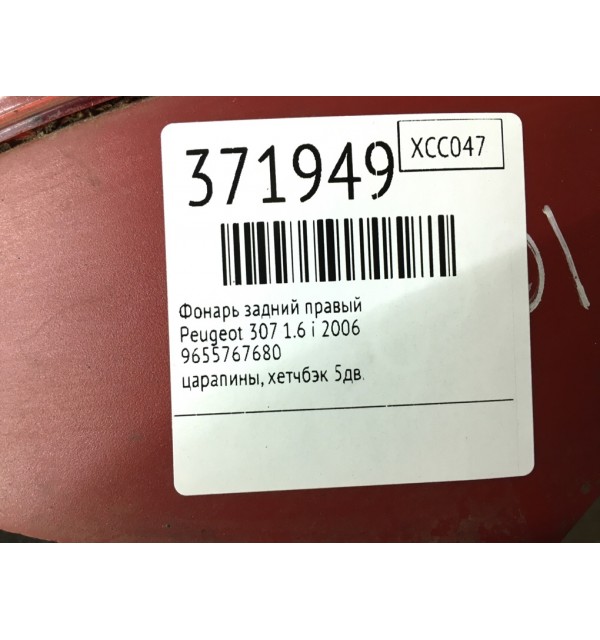 371949
XCC047
Фонарь задний правый
Peugeot 307 1.6 i 2006
9655767680
царапины, хетчбэк 5дв.